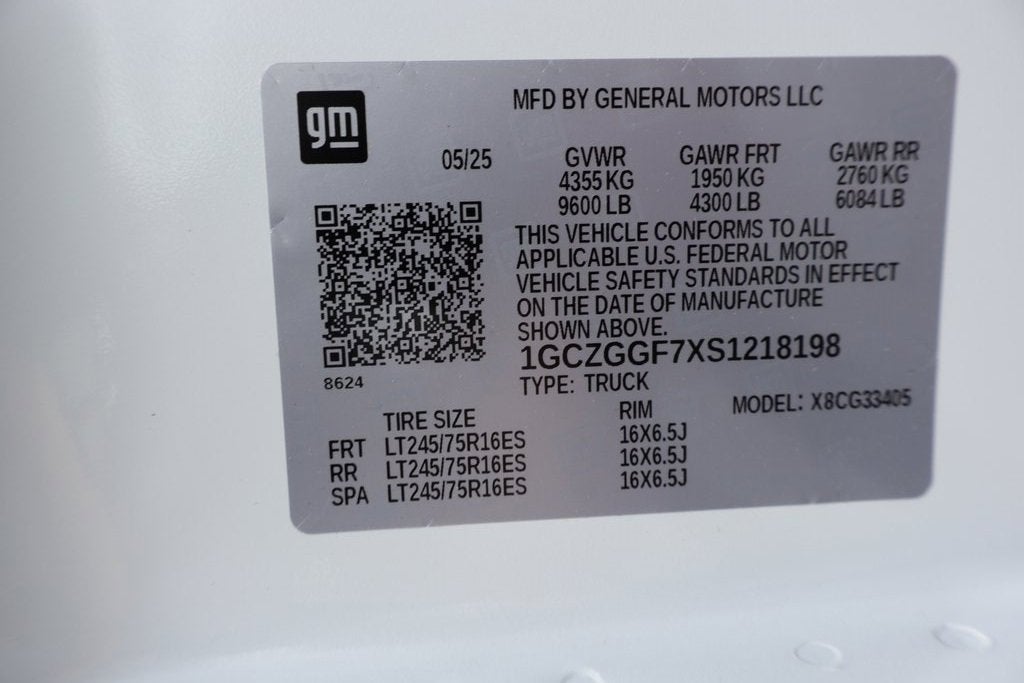 gm
MFD BY GENERAL MOTORS LLC
05/25 GVWR GAWR FRT GAWR RR
4355 KG 1950 KG 2760 KG
9600 LB 4300 LB 6084 LB
THIS VEHICLE CONFORMS TO ALL
APPLICABLE U.S. FEDERAL MOTOR
VEHICLE SAFETY STANDARDS IN EFFECT
ON THE DATE OF MANUFACTURE
SHOWN ABOVE.
1GCZGGF7XS1218198
8624
TYPE: TRUCK
MODEL: X8CG33405
TIRE SIZE RIM
FRT LT245/75R16ES 16X6.5J
RR LT245/75R16ES 16X6.5J
SPA LT245/75R16ES 16X6.5J